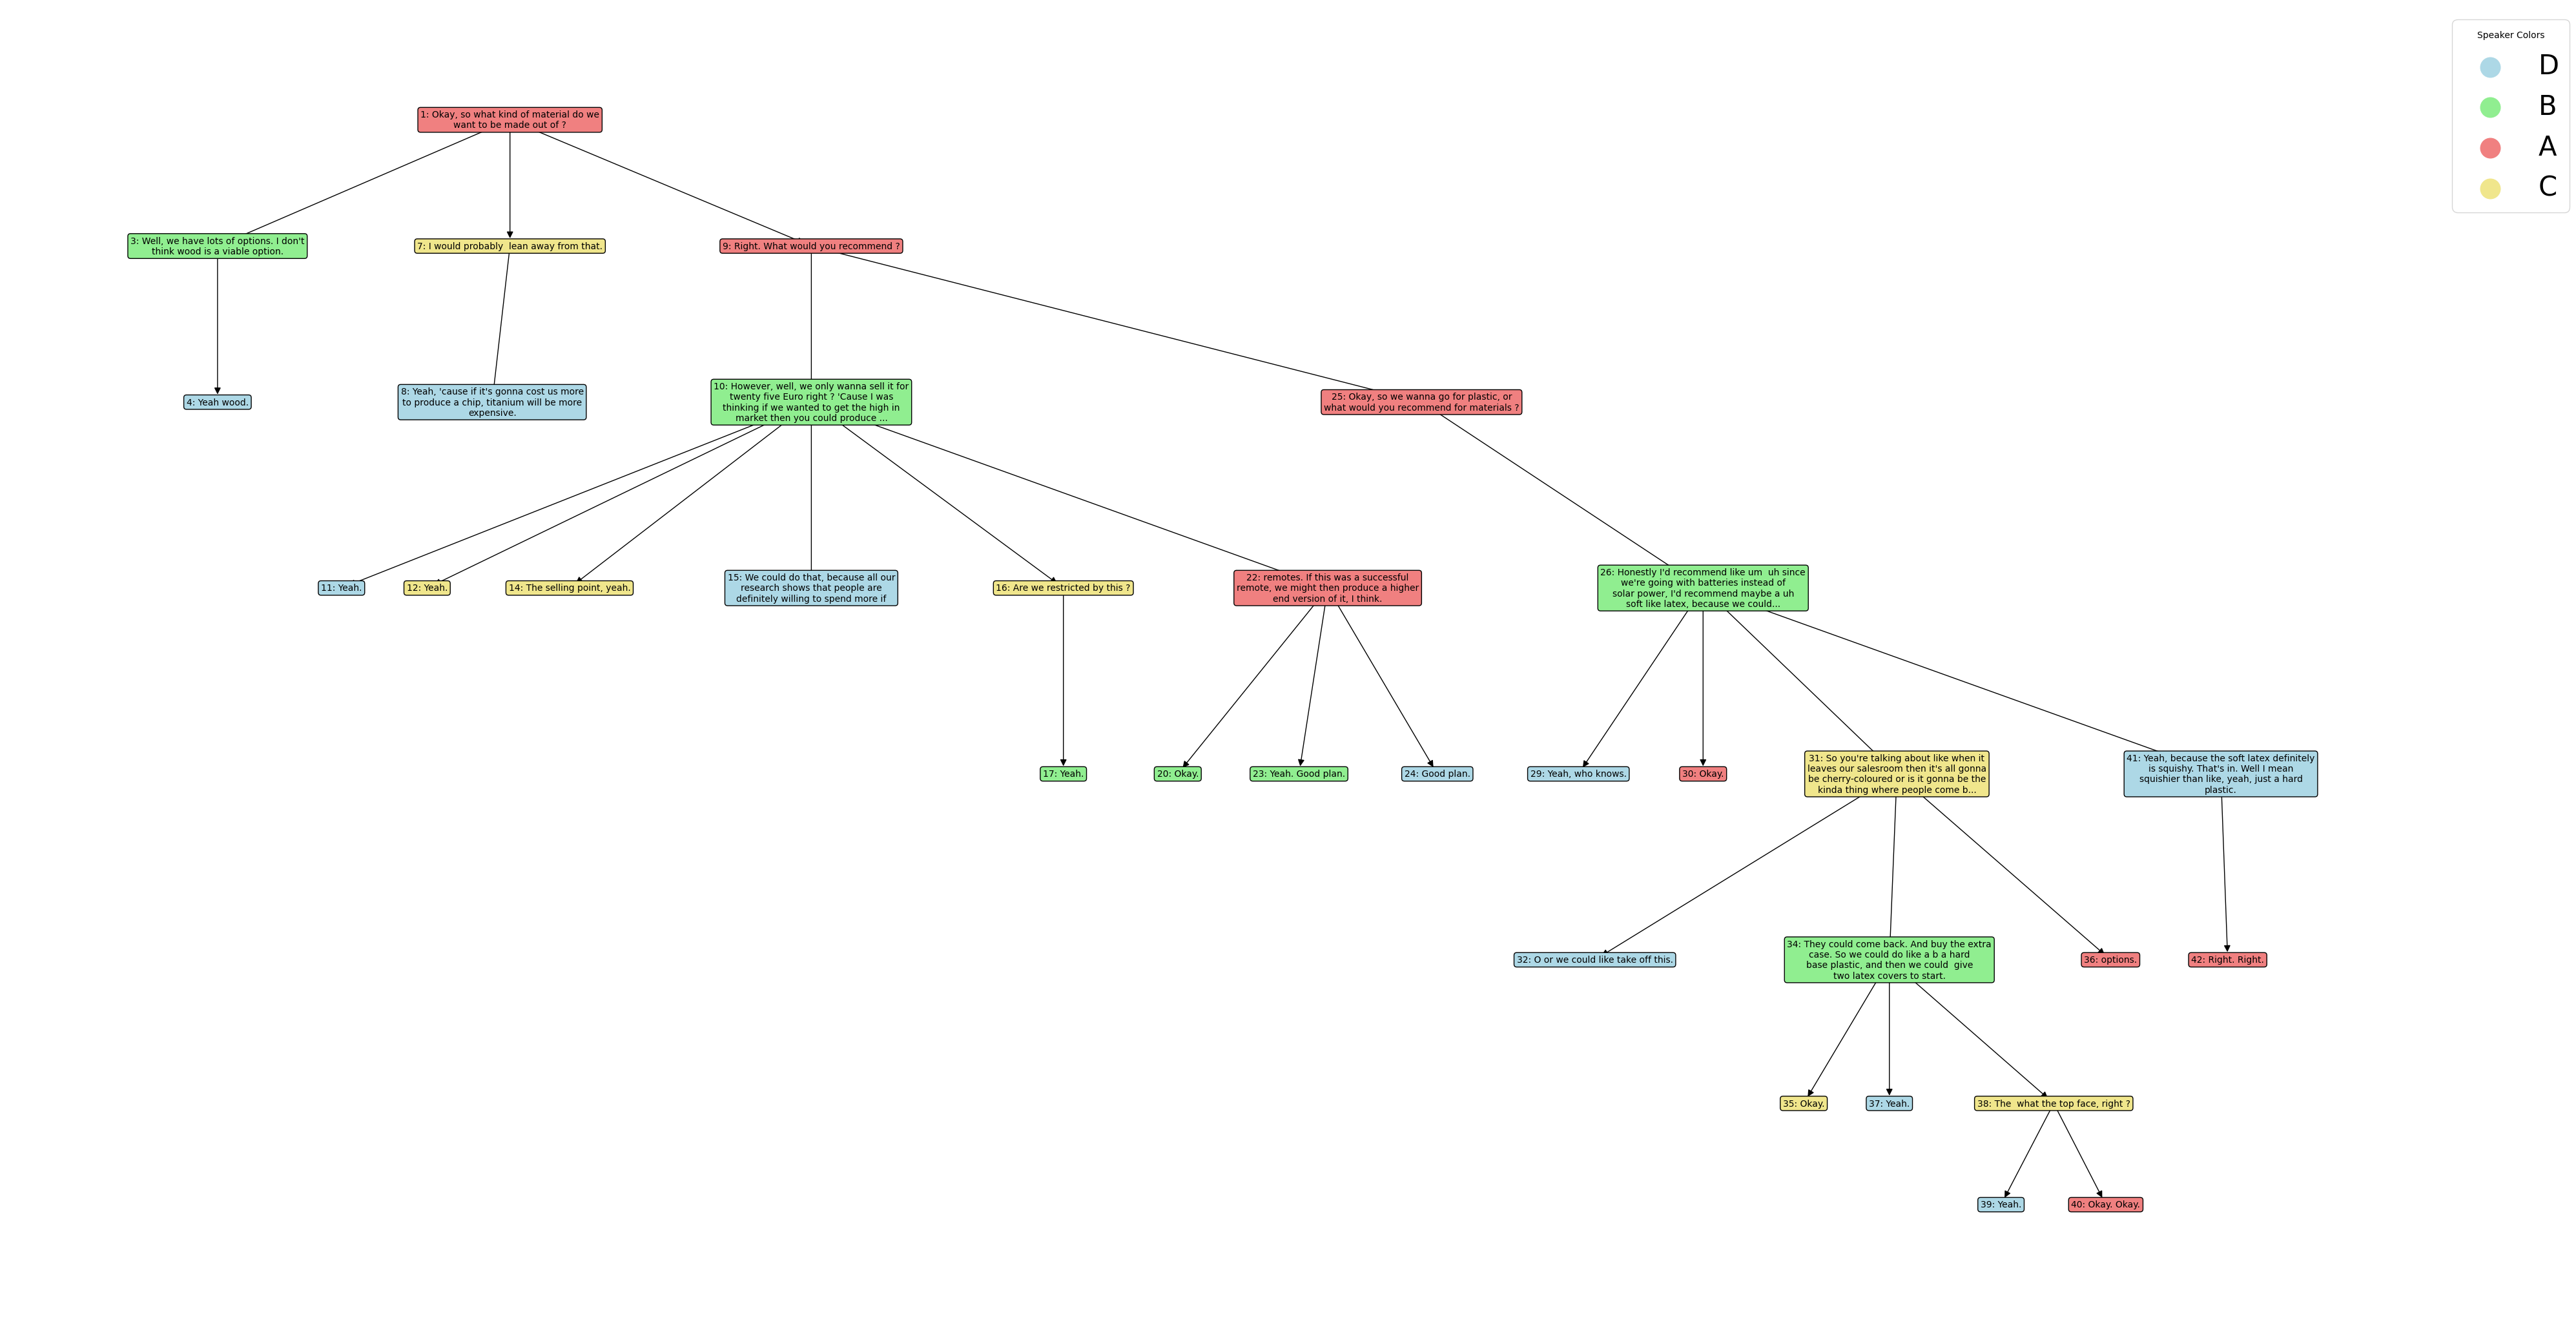 Speaker Colors
D
B
A
C
1: Okay, so what kind of material do we
want to be made out of ?
3: Well, we have lots of options. I don't
think wood is a viable option.
7: I would probably  lean away from that.
9: Right. What would you recommend ?
4: Yeah wood.
8: Yeah, 'cause if it's gonna cost us more
to produce a chip, titanium will be more
expensive.
10: However, well, we only wanna sell it for
twenty five Euro right ? 'Cause I was
thinking if we wanted to get the high in
market then you could produce ...
25: Okay, so we wanna go for plastic, or
what would you recommend for materials ?
11: Yeah.
12: Yeah.
14: The selling point, yeah.
15: We could do that, because all our
research shows that people are
definitely willing to spend more if
16: Are we restricted by this ?
22: remotes. If this was a successful
remote, we might then produce a higher
end version of it, I think.
26: Honestly I'd recommend like um  uh since
we're going with batteries instead of
solar power, I'd recommend maybe a uh
soft like latex, because we could...
17: Yeah.
20: Okay.
23: Yeah. Good plan.
24: Good plan.
29: Yeah, who knows.
30: Okay.
31: So you're talking about like when it
leaves our salesroom then it's all gonna
be cherry-coloured or is it gonna be the
kinda thing where people come b...
41: Yeah, because the soft latex definitely
is squishy. That's in. Well I mean
squishier than like, yeah, just a hard
plastic.
32: O or we could like take off this.
34: They could come back. And buy the extra
case. So we could do like a b a hard
base plastic, and then we could  give
two latex covers to start.
36: options.
42: Right. Right.
35: Okay.
37: Yeah.
38: The  what the top face, right ?
39: Yeah.
40: Okay. Okay.